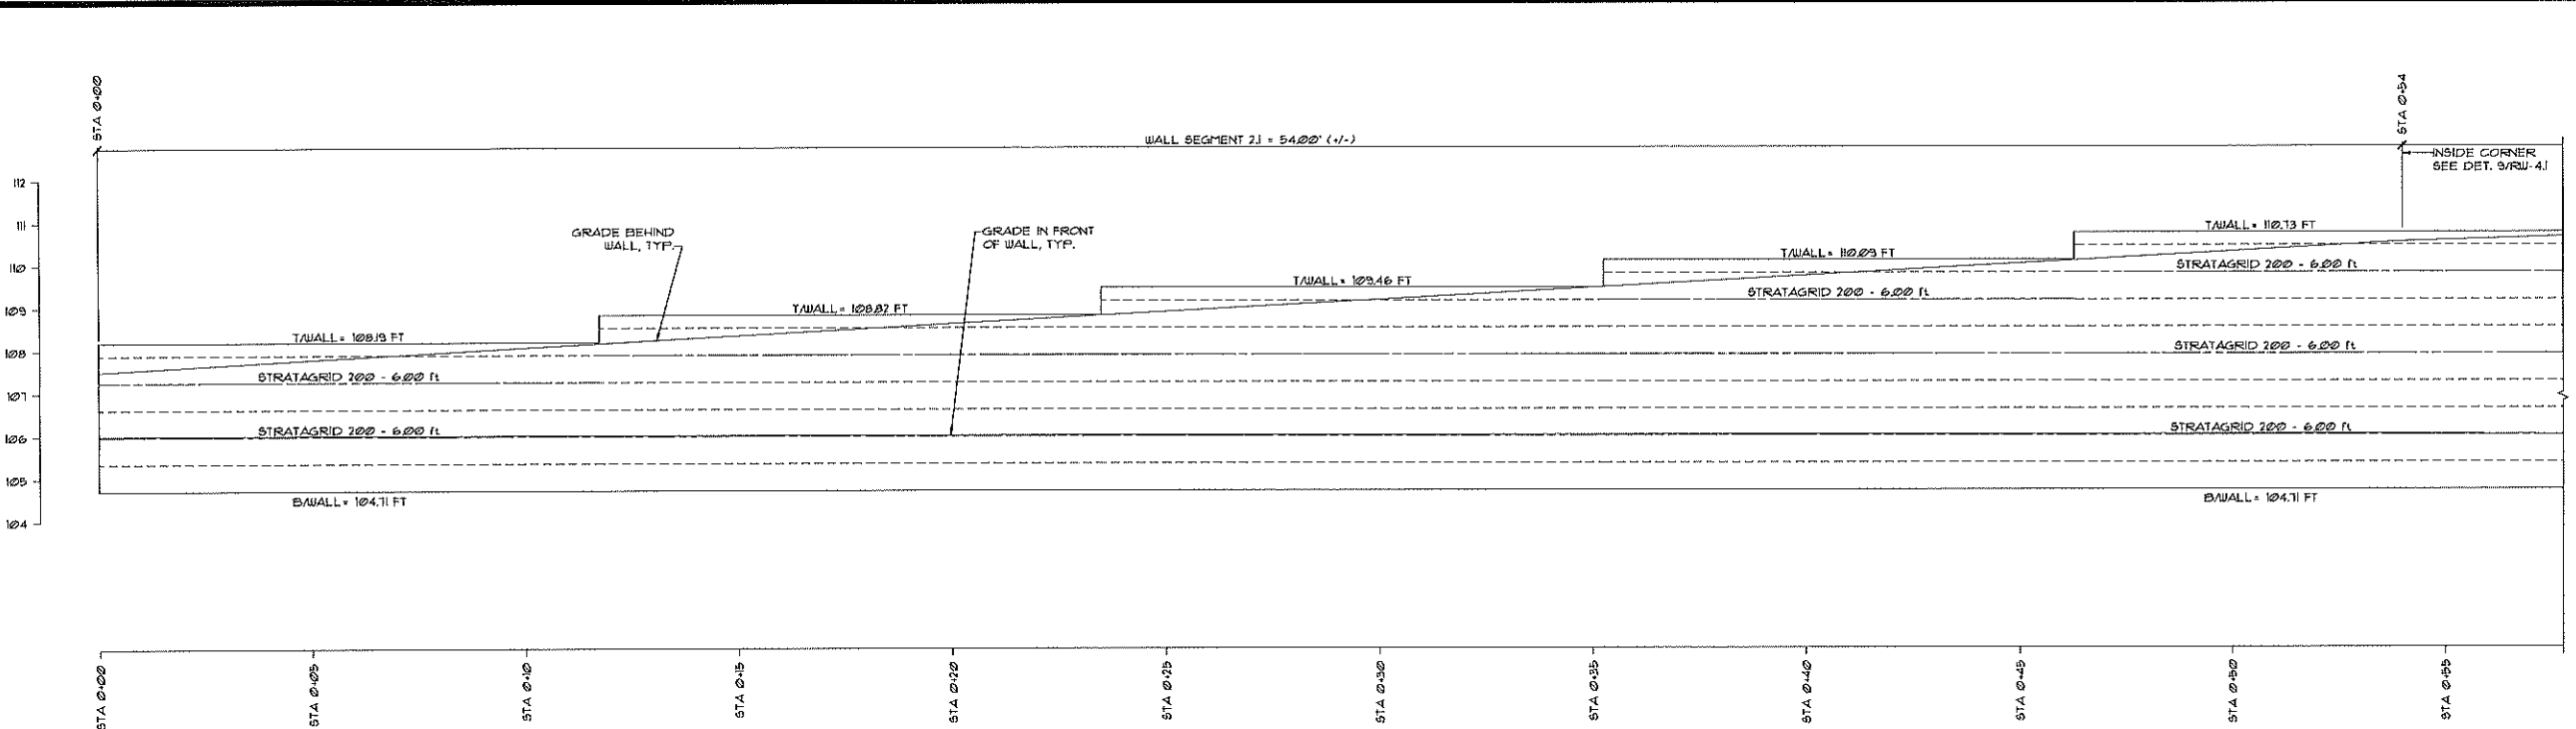 STA 0+00
STA 0+54
WALL SEGMENT 2.1 = 54.00' (+/-)
INSIDE CORNER
SEE DET. 9/RW-4.1
112
111
110
109
108
107
106
105
104
GRADE BEHIND
WALL, TYP.
GRADE IN FRONT
OF WALL, TYP.
T/WALL = 108.19 FT
T/WALL = 108.82 FT
T/WALL = 109.46 FT
T/WALL = 110.09 FT
T/WALL = 110.73 FT
STRATAGRID 200 - 6.00 ft
STRATAGRID 200 - 6.00 ft
STRATAGRID 200 - 6.00 ft
STRATAGRID 200 - 6.00 ft
STRATAGRID 200 - 6.00 ft
STRATAGRID 200 - 6.00 ft
B/WALL = 104.71 FT
B/WALL = 104.71 FT
STA 0+00
STA 0+05
STA 0+10
STA 0+15
STA 0+20
STA 0+25
STA 0+30
STA 0+35
STA 0+40
STA 0+45
STA 0+50
STA 0+55